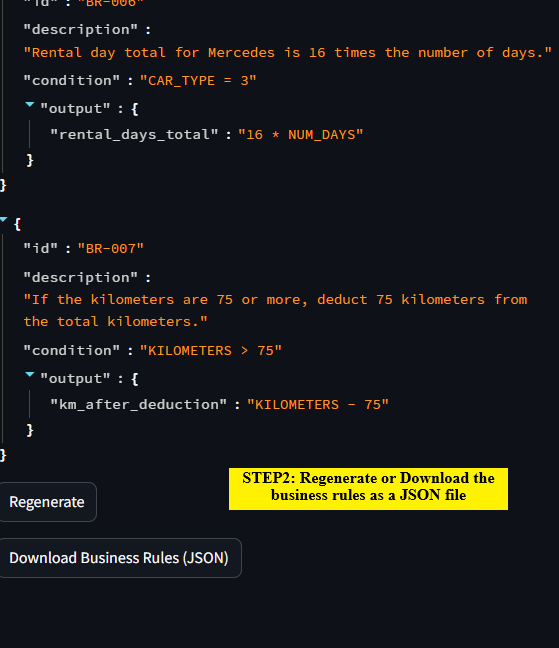 "id" : "BR-006"
"description" :
"Rental day total for Mercedes is 16 times the number of days."
"condition" : "CAR_TYPE = 3"
"output" : {
"rental_days_total" : "16 * NUM_DAYS"
}
}
{
"id" : "BR-007"
"description" :
"If the kilometers are 75 or more, deduct 75 kilometers from
the total kilometers."
"condition" : "KILOMETERS > 75"
"output" : {
"km_after_deduction" : "KILOMETERS - 75"
}
}
STEP2: Regenerate or Download the
business rules as a JSON file
Regenerate
Download Business Rules (JSON)